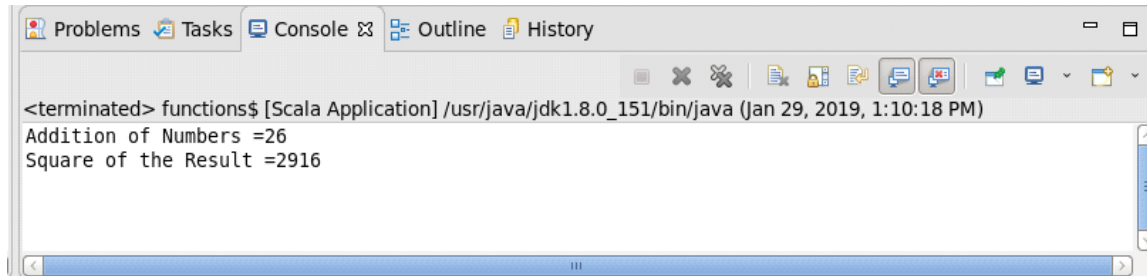 Problems Tasks Console Outline History
<terminated> functions$ [Scala Application] /usr/java/jdk1.8.0_151/bin/java (Jan 29, 2019, 1:10:18 PM)
Addition of Numbers =26
Square of the Result =2916